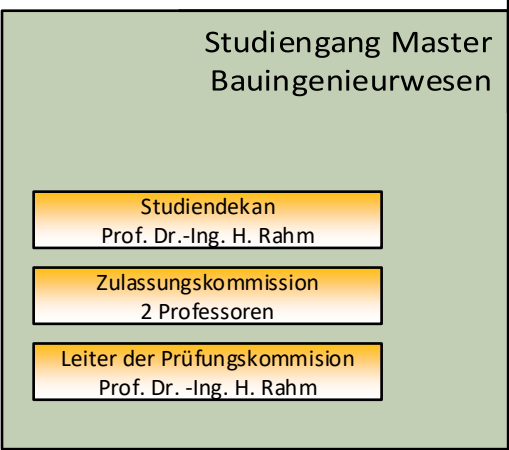 Studiengang Master
Bauingenieurwesen
Studiendekan
Prof. Dr.-Ing. H. Rahm
Zulassungskommission
2 Professoren
Leiter der Prüfungskommision
Prof. Dr. -Ing. H. Rahm